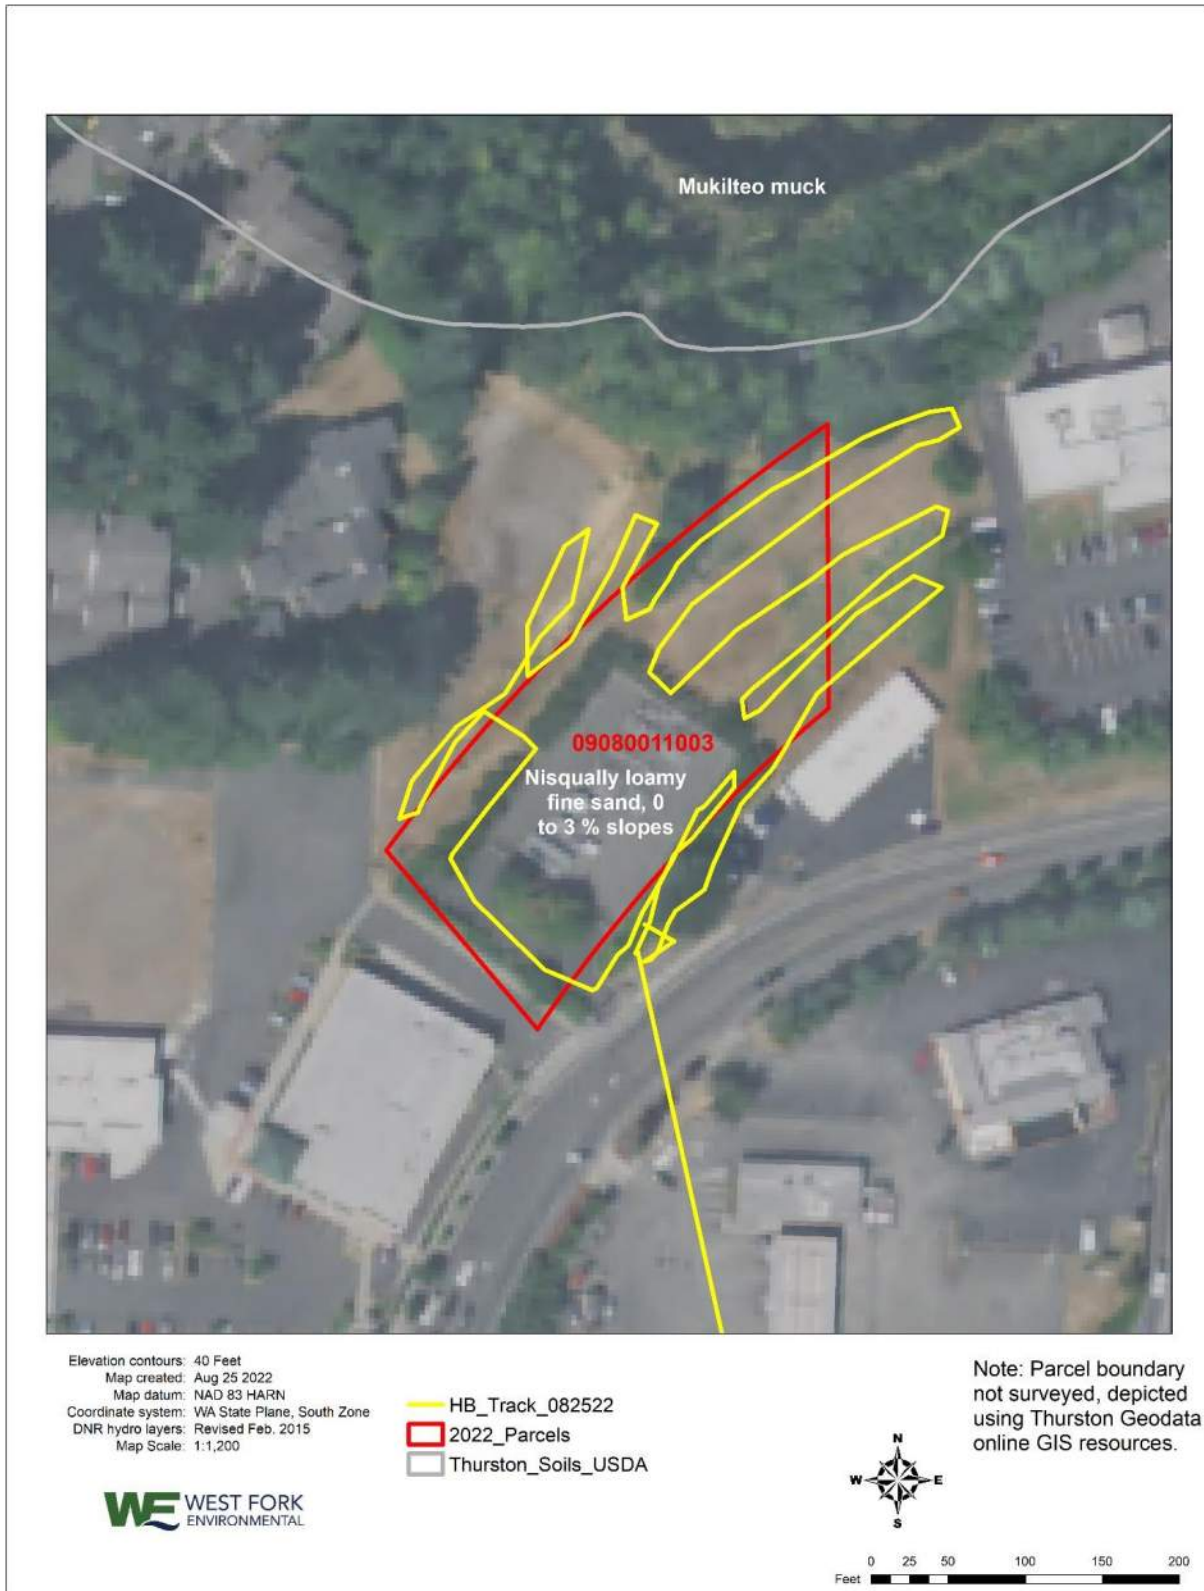 Mukilteo muck
09080011003
Nisqually loamy
fine sand, 0
to 3 % slopes
Elevation contours: 40 Feet
Map created: Aug 25 2022
Map datum: NAD 83 HARN
Coordinate system: WA State Plane, South Zone
DNR hydro layers: Revised Feb. 2015
Map Scale: 1:1,200
WF WEST FORK
ENVIRONMENTAL
HB_Track_082522
2022_Parcels
Thurston_Soils_USDA
Note: Parcel boundary
not surveyed, depicted
using Thurston Geodata
online GIS resources.
N
W E
S
0 25 50 100 150 200
Feet